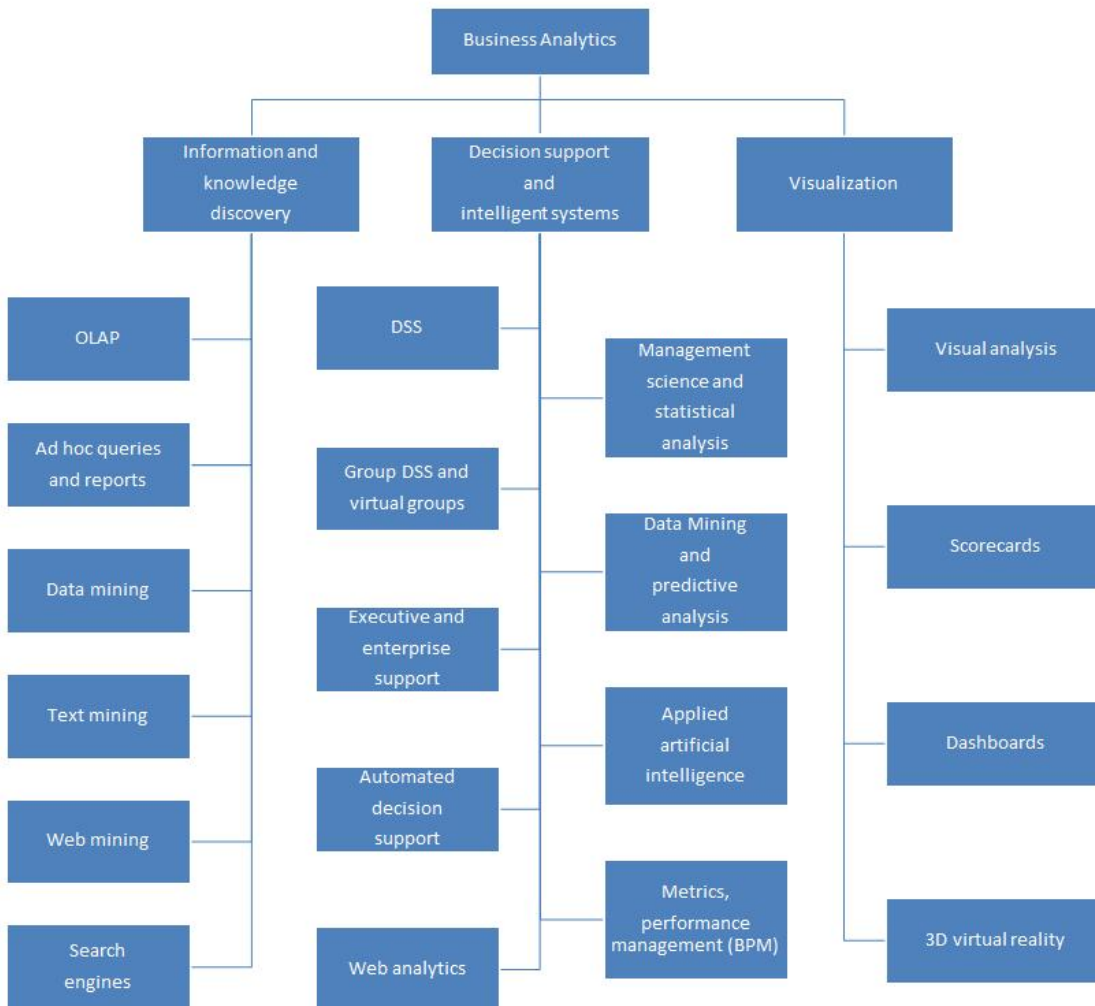 Business Analytics
Information and
knowledge
discovery
Decision support
and
intelligent systems
Visualization
OLAP
Ad hoc queries
and reports
Data mining
Text mining
Web mining
Search
engines
DSS
Group DSS and
virtual groups
Executive and
enterprise
support
Automated
decision
support
Web analytics
Management
science and
statistical
analysis
Data Mining
and
predictive
analysis
Applied
artificial
intelligence
Metrics,
performance
management (BPM)
Visual analysis
Scorecards
Dashboards
3D virtual reality